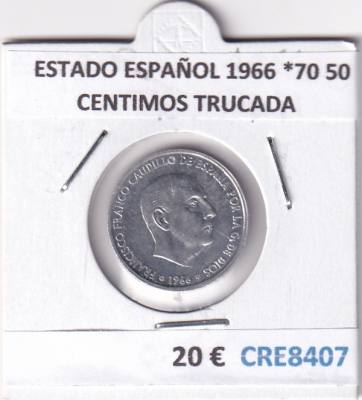 ESTADO ESPAÑOL 1966 *70 50
CENTIMOS TRUCADA
FRANCISCO FRANCO CAUDILLO DE ESPAÑA POR LA G. DE DIOS
* 1966 *
20 € CRE8407